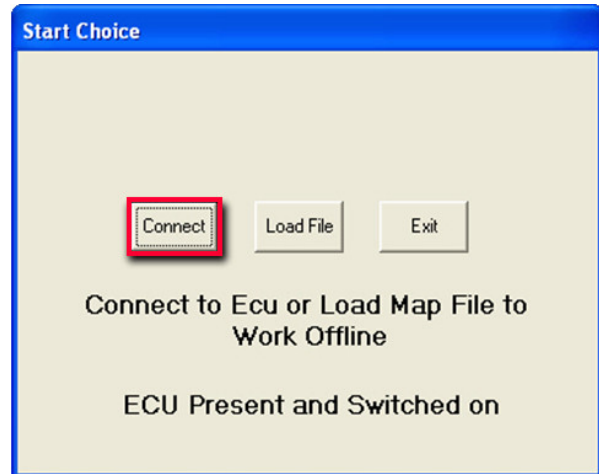 Start Choice
Connect Load File Exit
Connect to Ecu or Load Map File to
Work Offline
ECU Present and Switched on